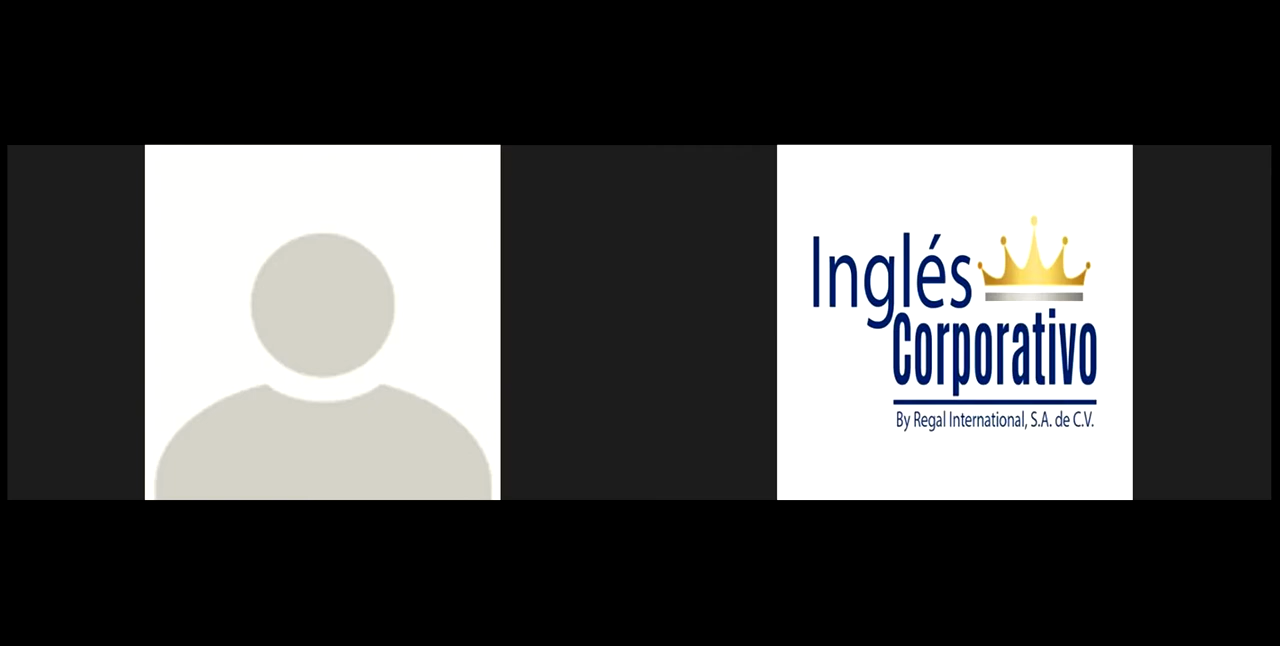 Inglés
Corporativo
By Regal International, S.A. de C.V.